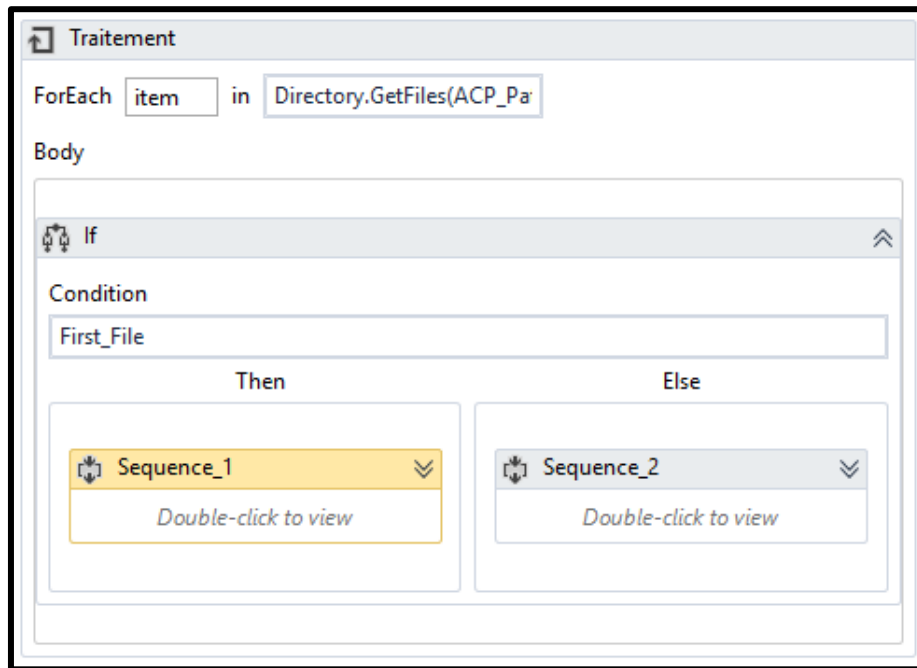 Traitement
ForEach item in Directory.GetFiles(ACP_Pa
Body
If
Condition
First_File
Then Else
Sequence_1 Sequence_2
Double-click to view Double-click to view